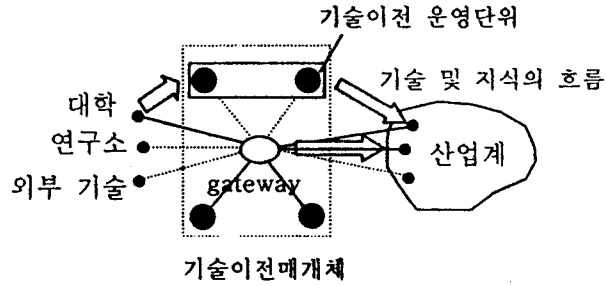 기술이전 운영단위
기술 및 지식의 흐름
대학
연구소
외부 기술
gateway
산업계
기술이전매개체